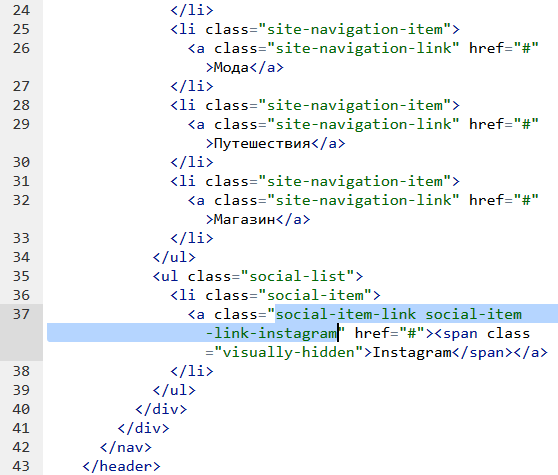 24 </li>
25 <li class="site-navigation-item">
26 <a class="site-navigation-link" href="#"
>Мода</a>
27 </li>
28 <li class="site-navigation-item">
29 <a class="site-navigation-link" href="#"
>Путешествия</a>
30 </li>
31 <li class="site-navigation-item">
32 <a class="site-navigation-link" href="#"
>Магазин</a>
33 </li>
34 </ul>
35 <ul class="social-list">
36 <li class="social-item">
37 <a class="social-item-link social-item
-link-instagram" href="#"><span class
="visually-hidden">Instagram</span></a>
38 </li>
39 </ul>
40 </div>
41 </div>
42 </nav>
43 </header>